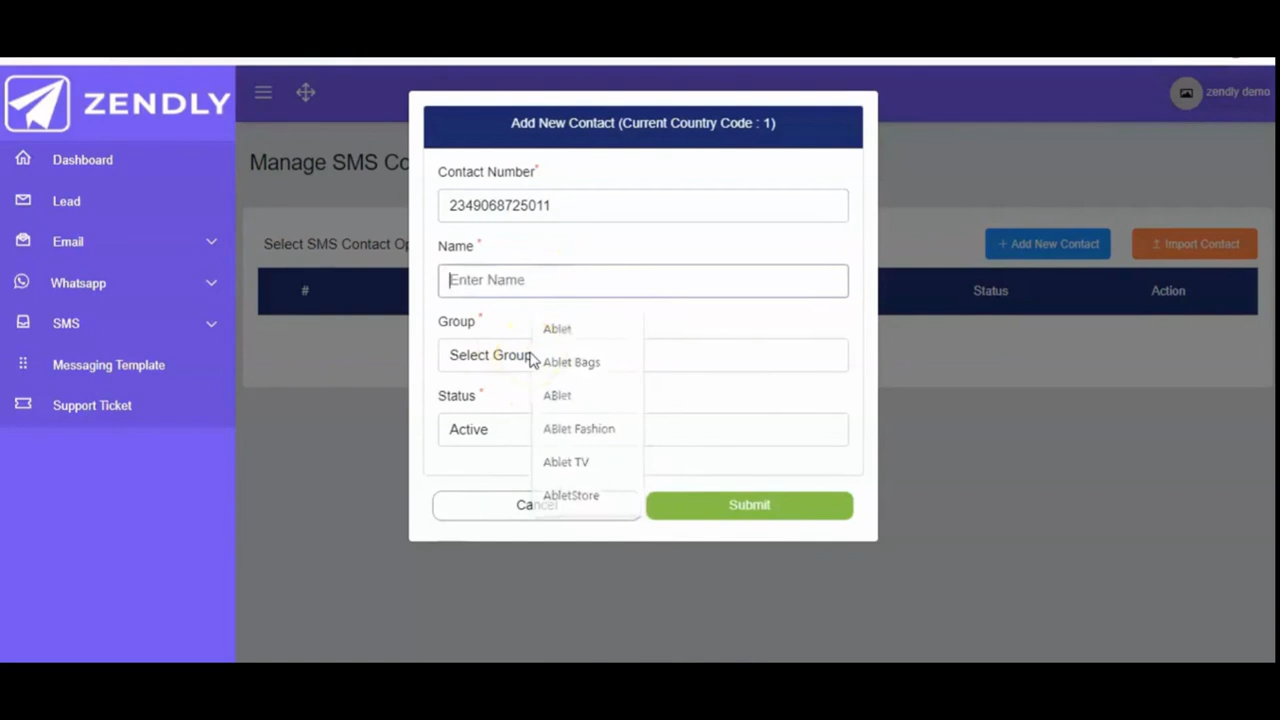 ZENDLY
zendly demo
Dashboard
Lead
Email
Whatsapp
SMS
Messaging Template
Support Ticket
Manage SMS Co
Select SMS Contact Op
+ Add New Contact
Import Contact
#
Status
Action
Add New Contact (Current Country Code : 1)
Contact Number*
2349068725011
Name *
Enter Name
Group *
Select Group
Status *
Active
Ablet
Ablet Bags
ABlet
ABlet Fashion
Ablet TV
AbletStore
Cancel
Submit